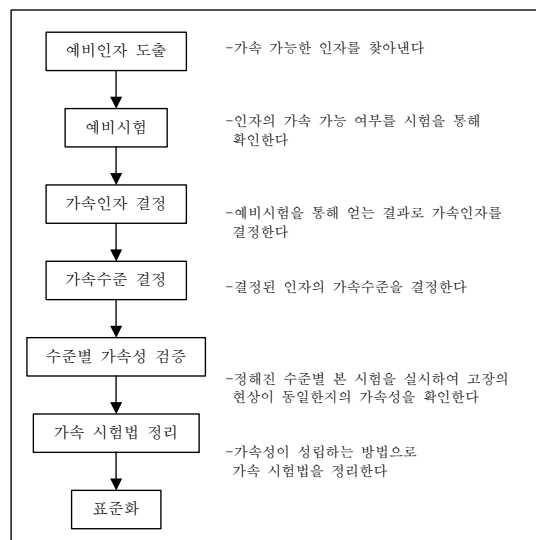 예비인자 도출
-가속 가능한 인자를 찾아낸다
예비시험
-인자의 가속 가능 여부를 시험을 통해
확인한다
가속인자 결정
-예비시험을 통해 얻는 결과로 가속인자를
결정한다
가속수준 결정
-결정된 인자의 가속수준을 결정한다
수준별 가속성 검증
-정해진 수준별 본 시험을 실시하여 고장의
현상이 동일한지의 가속성을 확인한다
가속 시험법 정리
-가속성이 성립하는 방법으로
가속 시험법을 정리한다
표준화